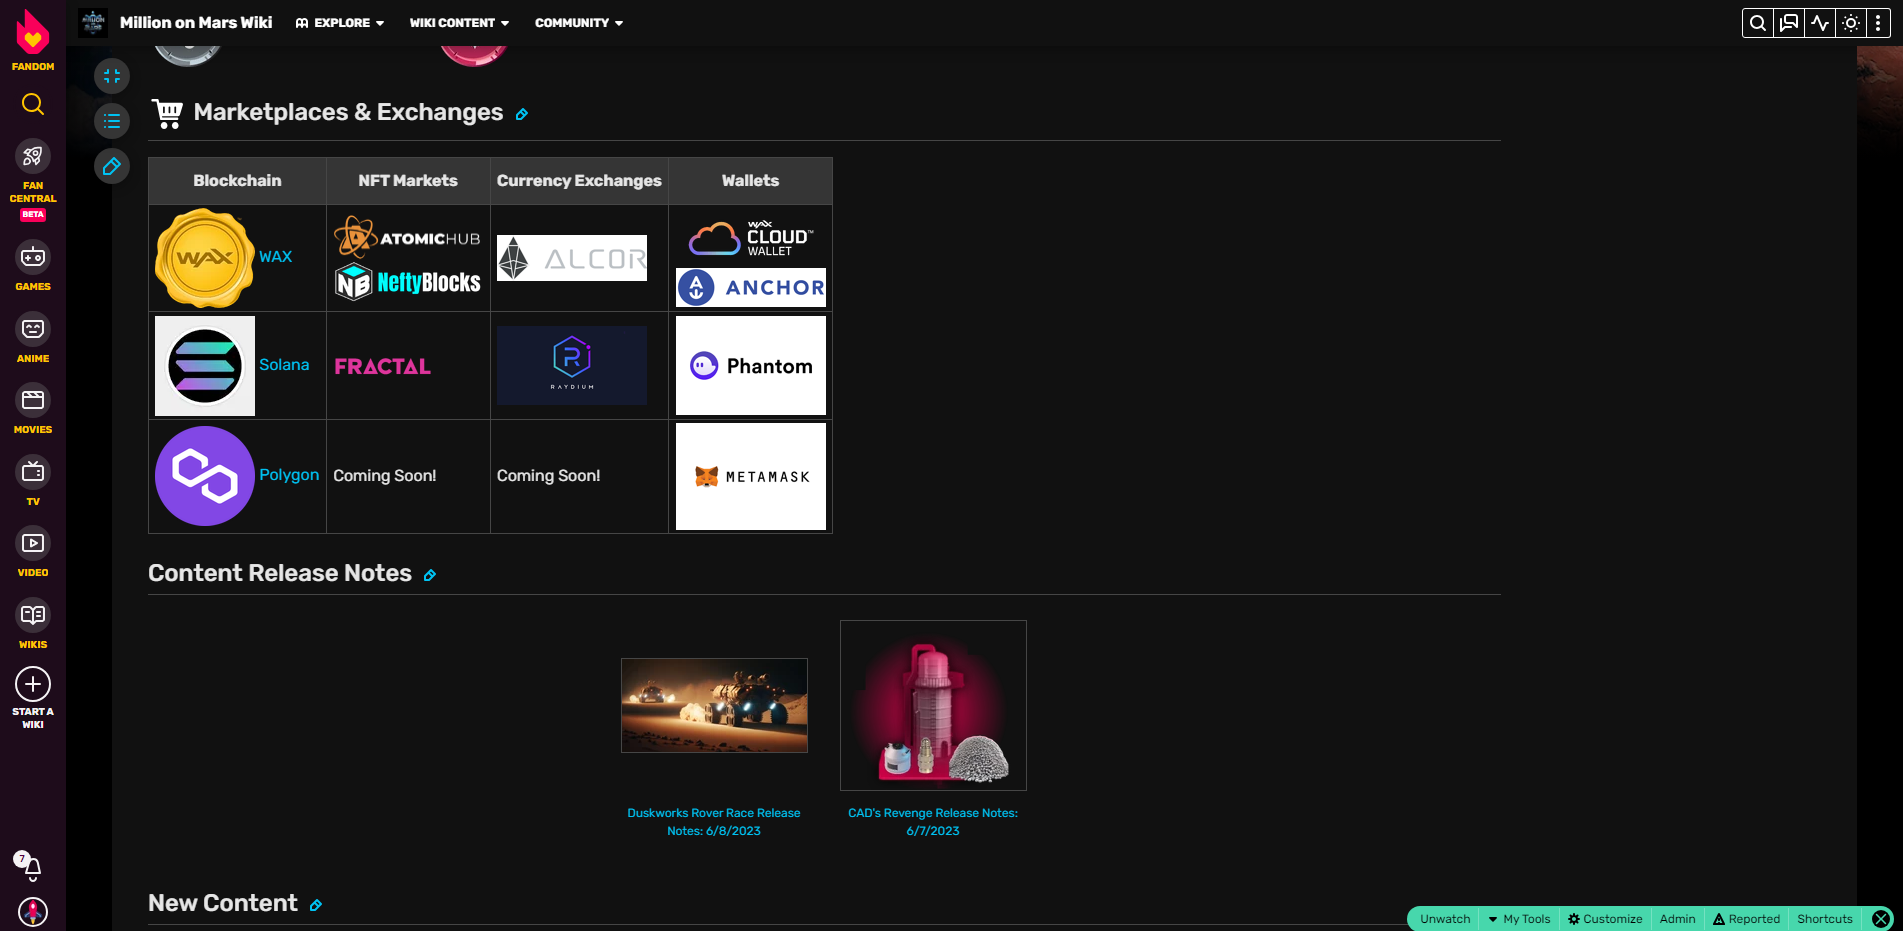 Million on Mars Wiki
EXPLORE
WIKI CONTENT
COMMUNITY
FANDOM
FAN
CENTRAL
BETA
GAMES
ANIME
MOVIES
TV
VIDEO
WIKIS
START A
WIKI
7
Marketplaces & Exchanges
Blockchain NFT Markets Currency Exchanges Wallets
WAX WAX
ATOMICHUB
NB NeftyBlocks
ALCOR
WAX
CLOUD™
WALLET
ANCHOR
Solana
FRACTAL
RAYDIUM
Phantom
Polygon
Coming Soon!
Coming Soon!
METAMASK
Content Release Notes
Duskworks Rover Race Release
Notes: 6/8/2023
CAD's Revenge Release Notes:
6/7/2023
New Content
Unwatch My Tools Customize Admin Reported Shortcuts